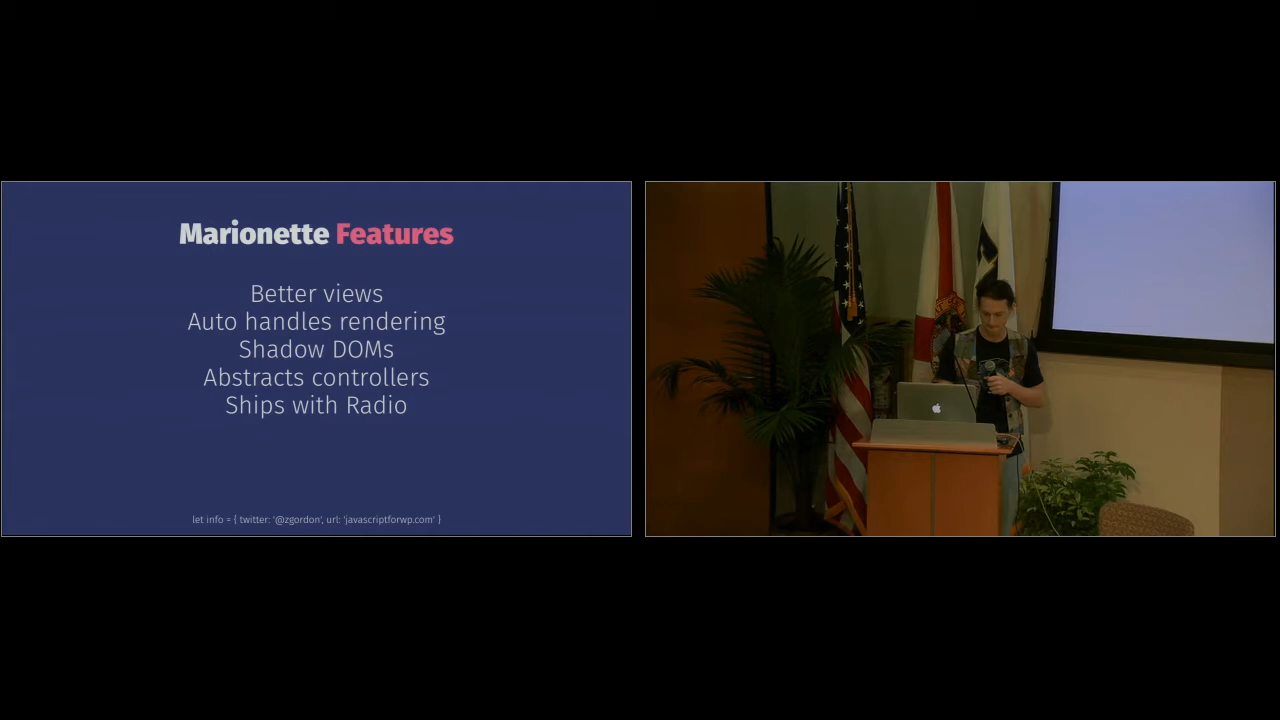 Marionette Features
Better views
Auto handles rendering
Shadow DOMs
Abstracts controllers
Ships with Radio
let info = { twitter: '@zgordon', url: 'javascriptforwp.com' }